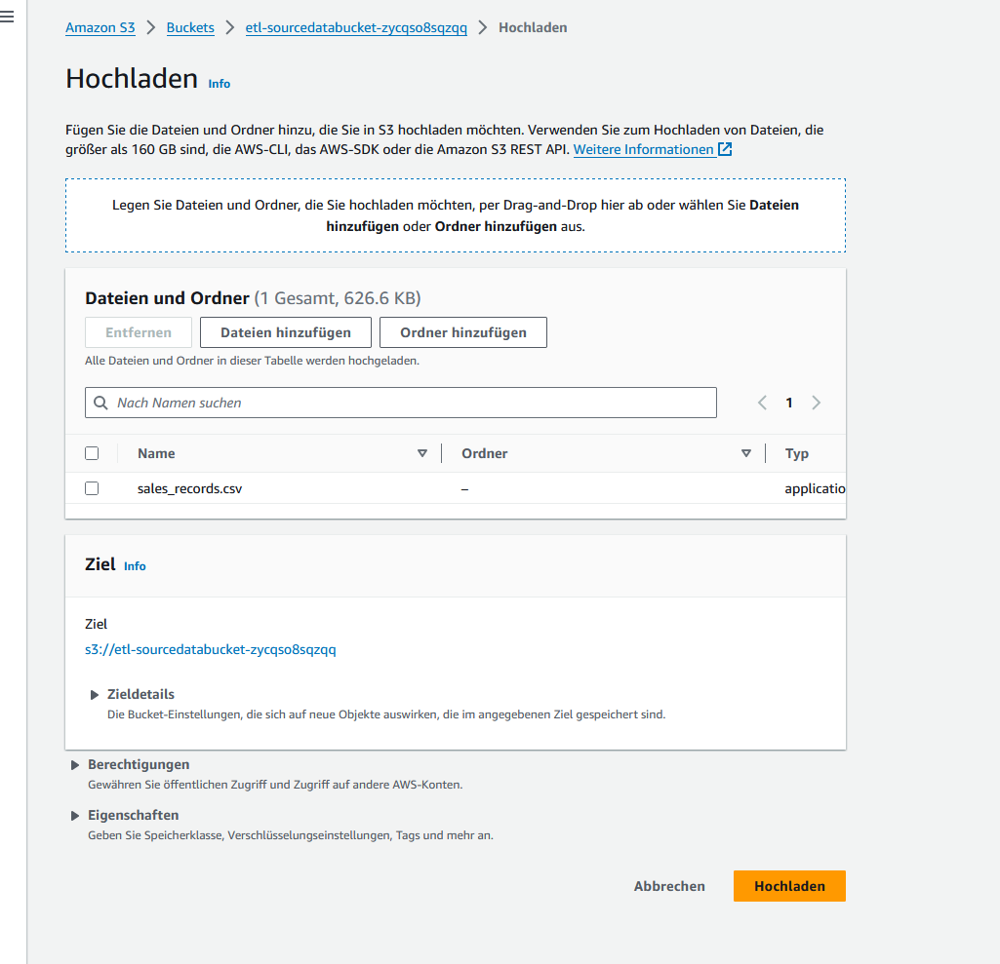 Amazon S3 > Buckets > etl-sourcedatabucket-zycqso8sqzqq > Hochladen
Hochladen Info
Fügen Sie die Dateien und Ordner hinzu, die Sie in S3 hochladen möchten. Verwenden Sie zum Hochladen von Dateien, die
größer als 160 GB sind, die AWS-CLI, das AWS-SDK oder die Amazon S3 REST API. Weitere Informationen
Legen Sie Dateien und Ordner, die Sie hochladen möchten, per Drag-and-Drop hier ab oder wählen Sie Dateien
hinzufügen oder Ordner hinzufügen aus.
Dateien und Ordner (1 Gesamt, 626.6 KB)
Entfernen Dateien hinzufügen Ordner hinzufügen
Alle Dateien und Ordner in dieser Tabelle werden hochgeladen.
Nach Namen suchen 1
Name Ordner Typ
sales_records.csv – applicatio
Ziel Info
Ziel
s3://etl-sourcedatabucket-zycqso8sqzqq
Zieldetails
Die Bucket-Einstellungen, die sich auf neue Objekte auswirken, die im angegebenen Ziel gespeichert sind.
Berechtigungen
Gewähren Sie öffentlichen Zugriff und Zugriff auf andere AWS-Konten.
Eigenschaften
Geben Sie Speicherklasse, Verschlüsselungseinstellungen, Tags und mehr an.
Abbrechen Hochladen